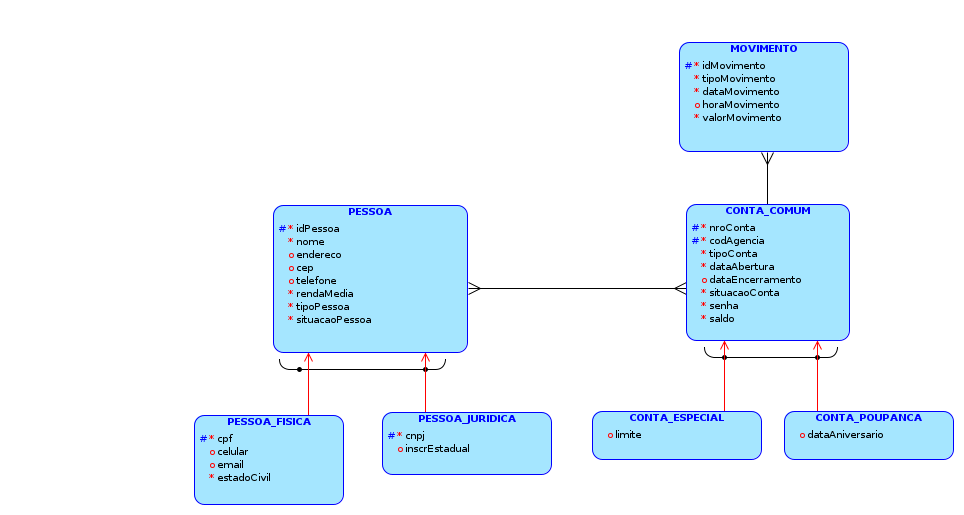 MOVIMENTO
# * idMovimento
* tipoMovimento
* dataMovimento
o horaMovimento
* valorMovimento
PESSOA
# * idPessoa
* nome
o endereco
o cep
o telefone
* rendaMedia
* tipoPessoa
* situacaoPessoa
CONTA_COMUM
# * nroConta
# * codAgencia
* tipoConta
* dataAbertura
o dataEncerramento
* situacaoConta
* senha
* saldo
PESSOA_FISICA
# * cpf
o celular
o email
* estadoCivil
PESSOA_JURIDICA
# * cnpj
o inscrEstadual
CONTA_ESPECIAL
o limite
CONTA_POUPANCA
o dataAniversario